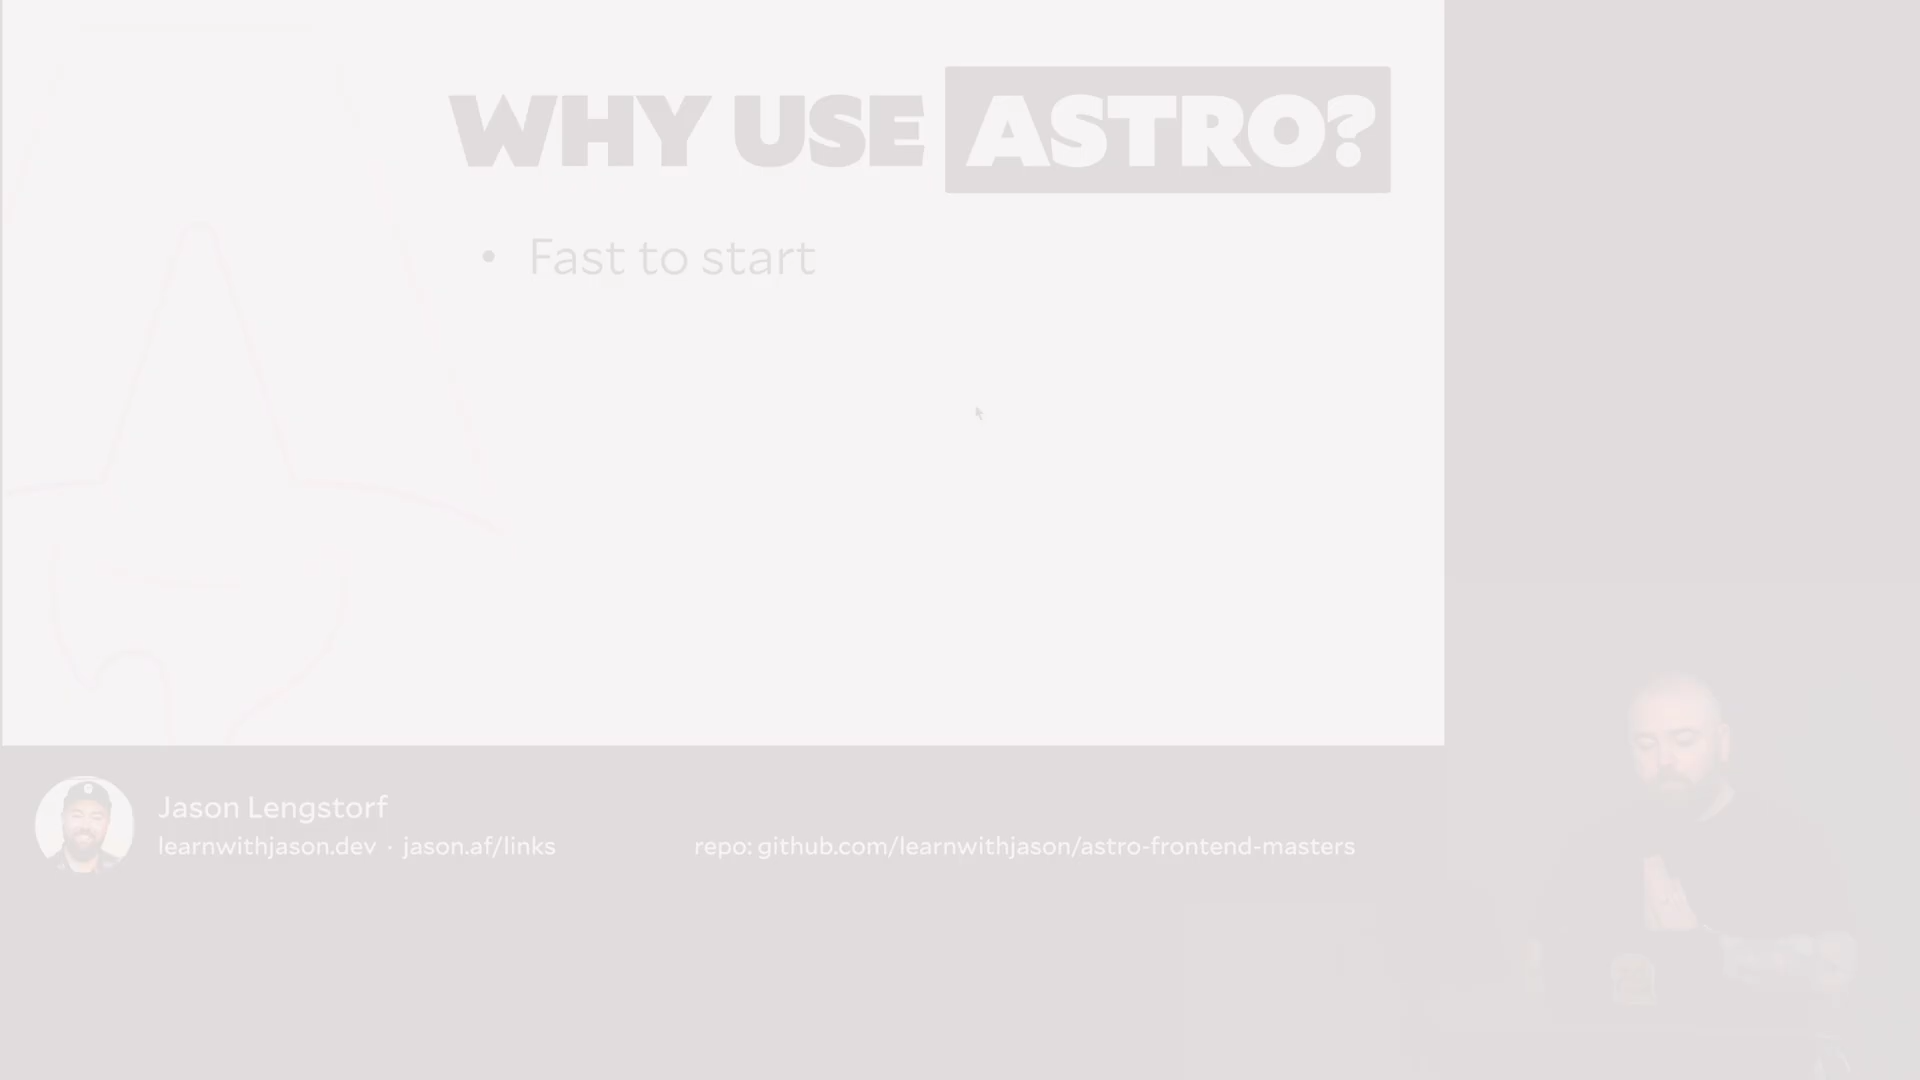 WHY USE ASTRO?
• Fast to start
Jason Lengstorf
learnwithjason.dev · jason.af/links
repo: github.com/learnwithjason/astro-frontend-masters